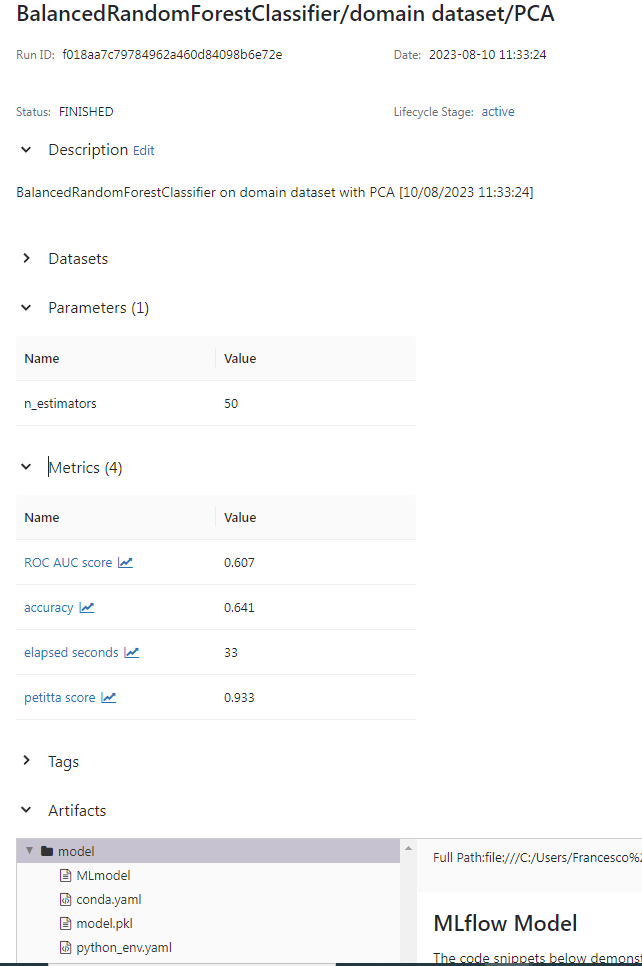 BalancedRandomForestClassifier/domain dataset/PCA
Run ID: f018aa7c79784962a460d84098b6e72e Date: 2023-08-10 11:33:24
Status: FINISHED Lifecycle Stage: active
Description Edit
BalancedRandomForestClassifier on domain dataset with PCA [10/08/2023 11:33:24]
Datasets
Parameters (1)
Name Value
n_estimators 50
Metrics (4)
Name Value
ROC AUC score 0.607
accuracy 0.641
elapsed seconds 33
petitta score 0.933
Tags
Artifacts
model
MLmodel
conda.yaml
model.pkl
python_env.yaml
Full Path:file:///C:/Users/Francesco%2
MLflow Model
The code snippets below demonst